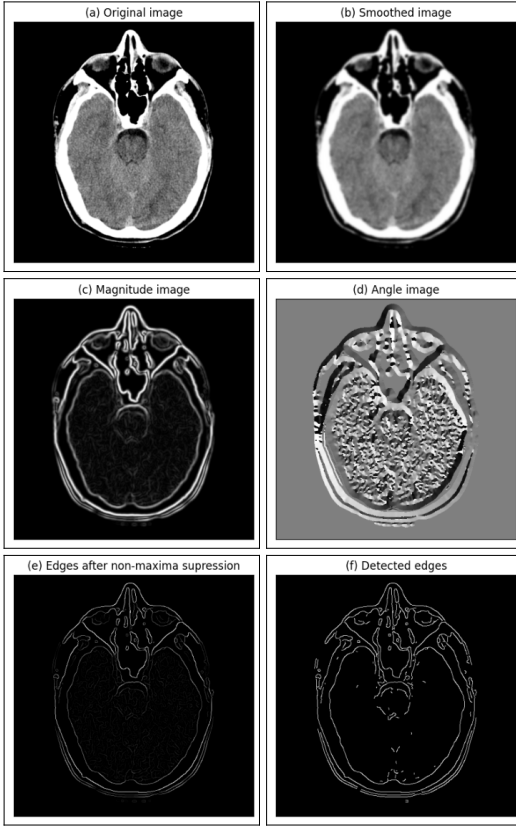 (a) Original image
(b) Smoothed image
(c) Magnitude image
(d) Angle image
(e) Edges after non-maxima supression
(f) Detected edges